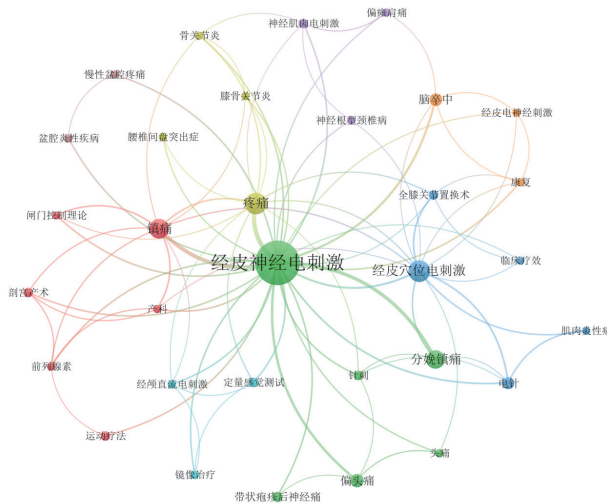 偏瘫肩痛
神经肌肉电刺激
骨关节炎
慢性盆腔疼痛
膝骨关节炎
脑卒中
经皮电神经刺激
神经根型颈椎病
盆腔炎性疾病
腰椎间盘突出症
康复
全膝关节置换术
疼痛
闸门控制理论
镇痛
经皮神经电刺激
经皮穴位电刺激
临床疗效
剖宫产术
产科
肌肉炎性痛
分娩镇痛
前列腺素
针刺
电针
经颅直流电刺激
定量感觉测试
运动疗法
头痛
镜像治疗
偏头痛
带状疱疹后神经痛